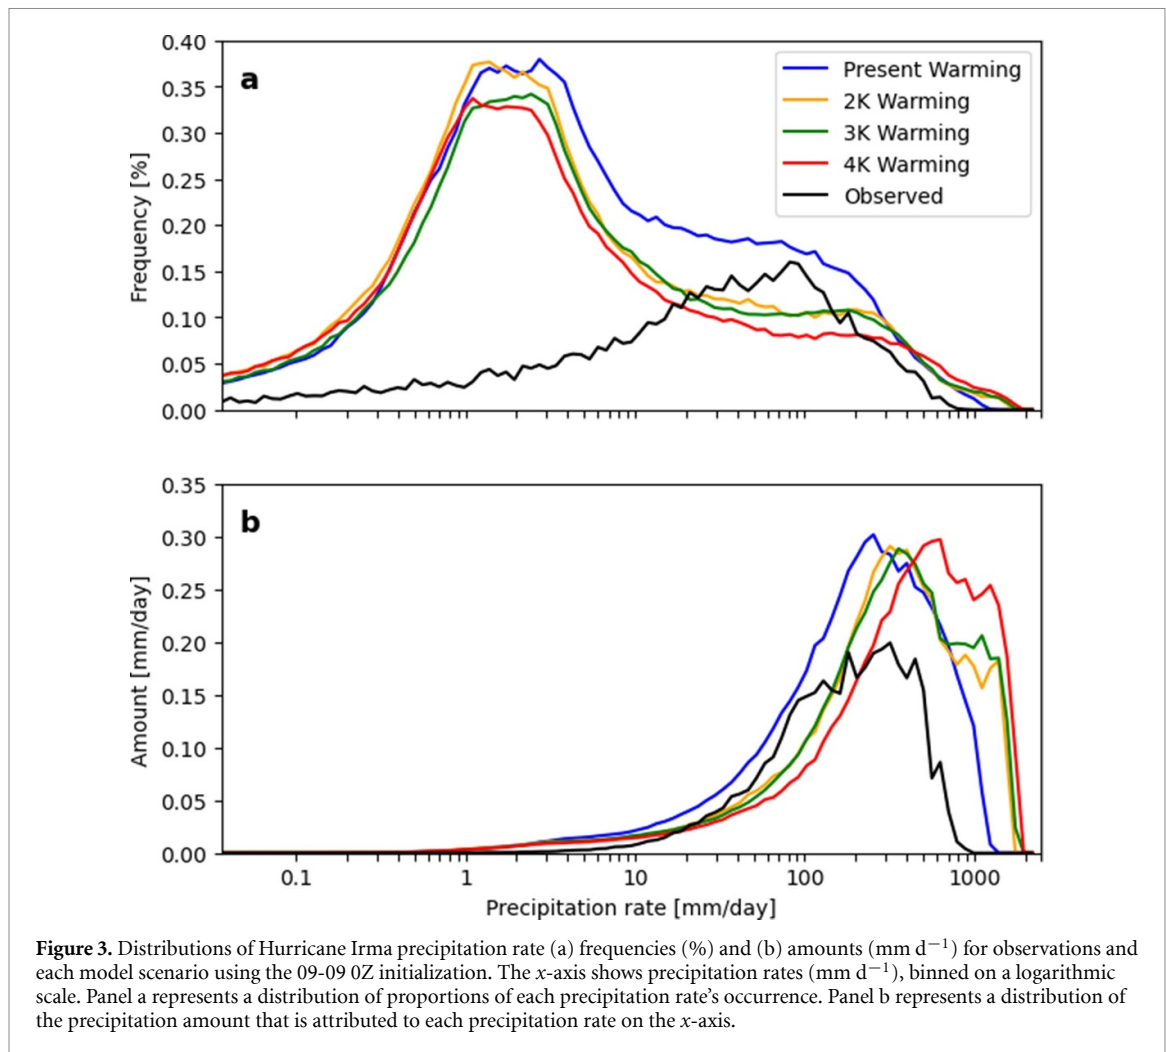 a
0.40
0.35
0.30
0.25
0.20
0.15
0.10
0.05
0.00
Frequency [%]
Present Warming
2K Warming
3K Warming
4K Warming
Observed
b
0.35
0.30
0.25
0.20
0.15
0.10
0.05
0.00
Amount [mm/day]
0.1 1 10 100 1000
Precipitation rate [mm/day]
Figure 3. Distributions of Hurricane Irma precipitation rate (a) frequencies (%) and (b) amounts (mm d−1) for observations and
each model scenario using the 09-09 0Z initialization. The x-axis shows precipitation rates (mm d−1), binned on a logarithmic
scale. Panel a represents a distribution of proportions of each precipitation rate's occurrence. Panel b represents a distribution of
the precipitation amount that is attributed to each precipitation rate on the x-axis.